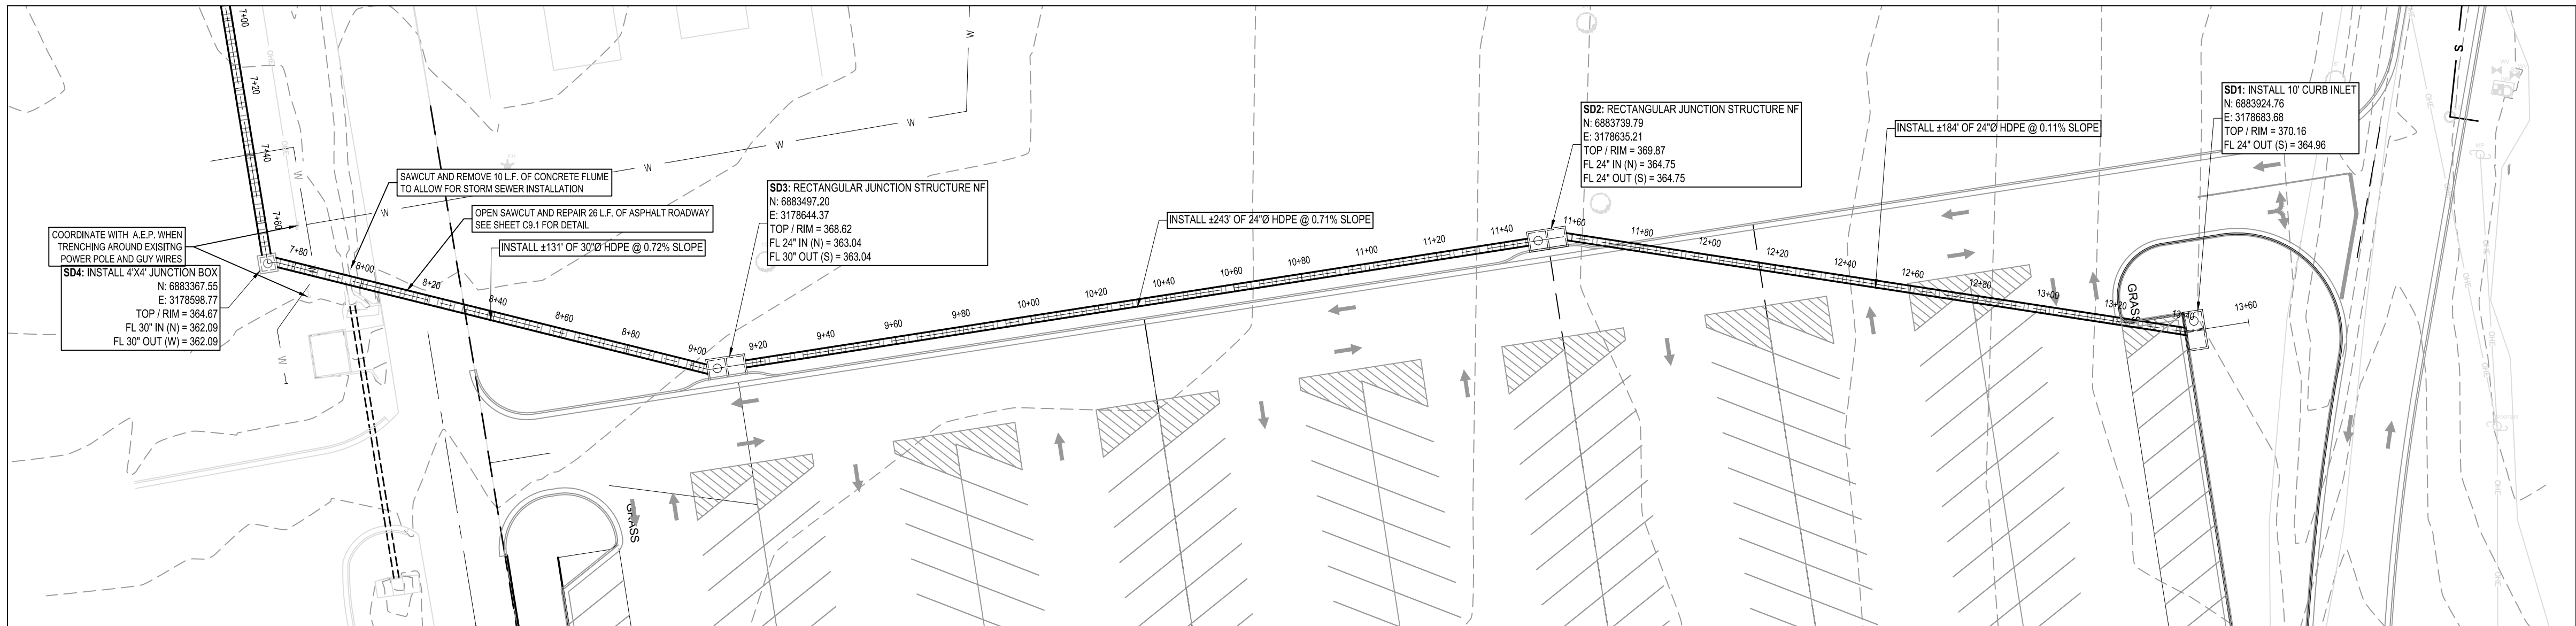 7+00
7+20
7+40
7+60
7+80
8+00
8+20
8+40
8+60
8+80
9+00
9+20
9+40
9+60
9+80
10+00
10+20
10+40
10+60
10+80
11+00
11+20
11+40
11+60
11+80
12+00
12+20
12+40
12+60
12+80
13+00
13+20
13+40
13+60
OHE
OHE
W
W
W
W
W
W
W
W
W
COORDINATE WITH A.E.P. WHEN
TRENCHING AROUND EXISITNG
POWER POLE AND GUY WIRES
SD4: INSTALL 4'X4' JUNCTION BOX
N: 6883367.55
E: 3178598.77
TOP / RIM = 364.67
FL 30" IN (N) = 362.09
FL 30" OUT (W) = 362.09
SAWCUT AND REMOVE 10 L.F. OF CONCRETE FLUME
TO ALLOW FOR STORM SEWER INSTALLATION
OPEN SAWCUT AND REPAIR 26 L.F. OF ASPHALT ROADWAY
SEE SHEET C9.1 FOR DETAIL
INSTALL ±131' OF 30"Ø HDPE @ 0.72% SLOPE
SD3: RECTANGULAR JUNCTION STRUCTURE NF
N: 6883497.20
E: 3178644.37
TOP / RIM = 368.62
FL 24" IN (N) = 363.04
FL 30" OUT (S) = 363.04
INSTALL ±243' OF 24"Ø HDPE @ 0.71% SLOPE
SD2: RECTANGULAR JUNCTION STRUCTURE NF
N: 6883739.79
E: 3178635.21
TOP / RIM = 369.87
FL 24" IN (N) = 364.75
FL 24" OUT (S) = 364.75
INSTALL ±184' OF 24"Ø HDPE @ 0.11% SLOPE
SD1: INSTALL 10' CURB INLET
N: 6883924.76
E: 3178683.68
TOP / RIM = 370.16
FL 24" OUT (S) = 364.96
GRASS
GRASS
S
OHE
OHE
OHE
OHE
OHE
OHE